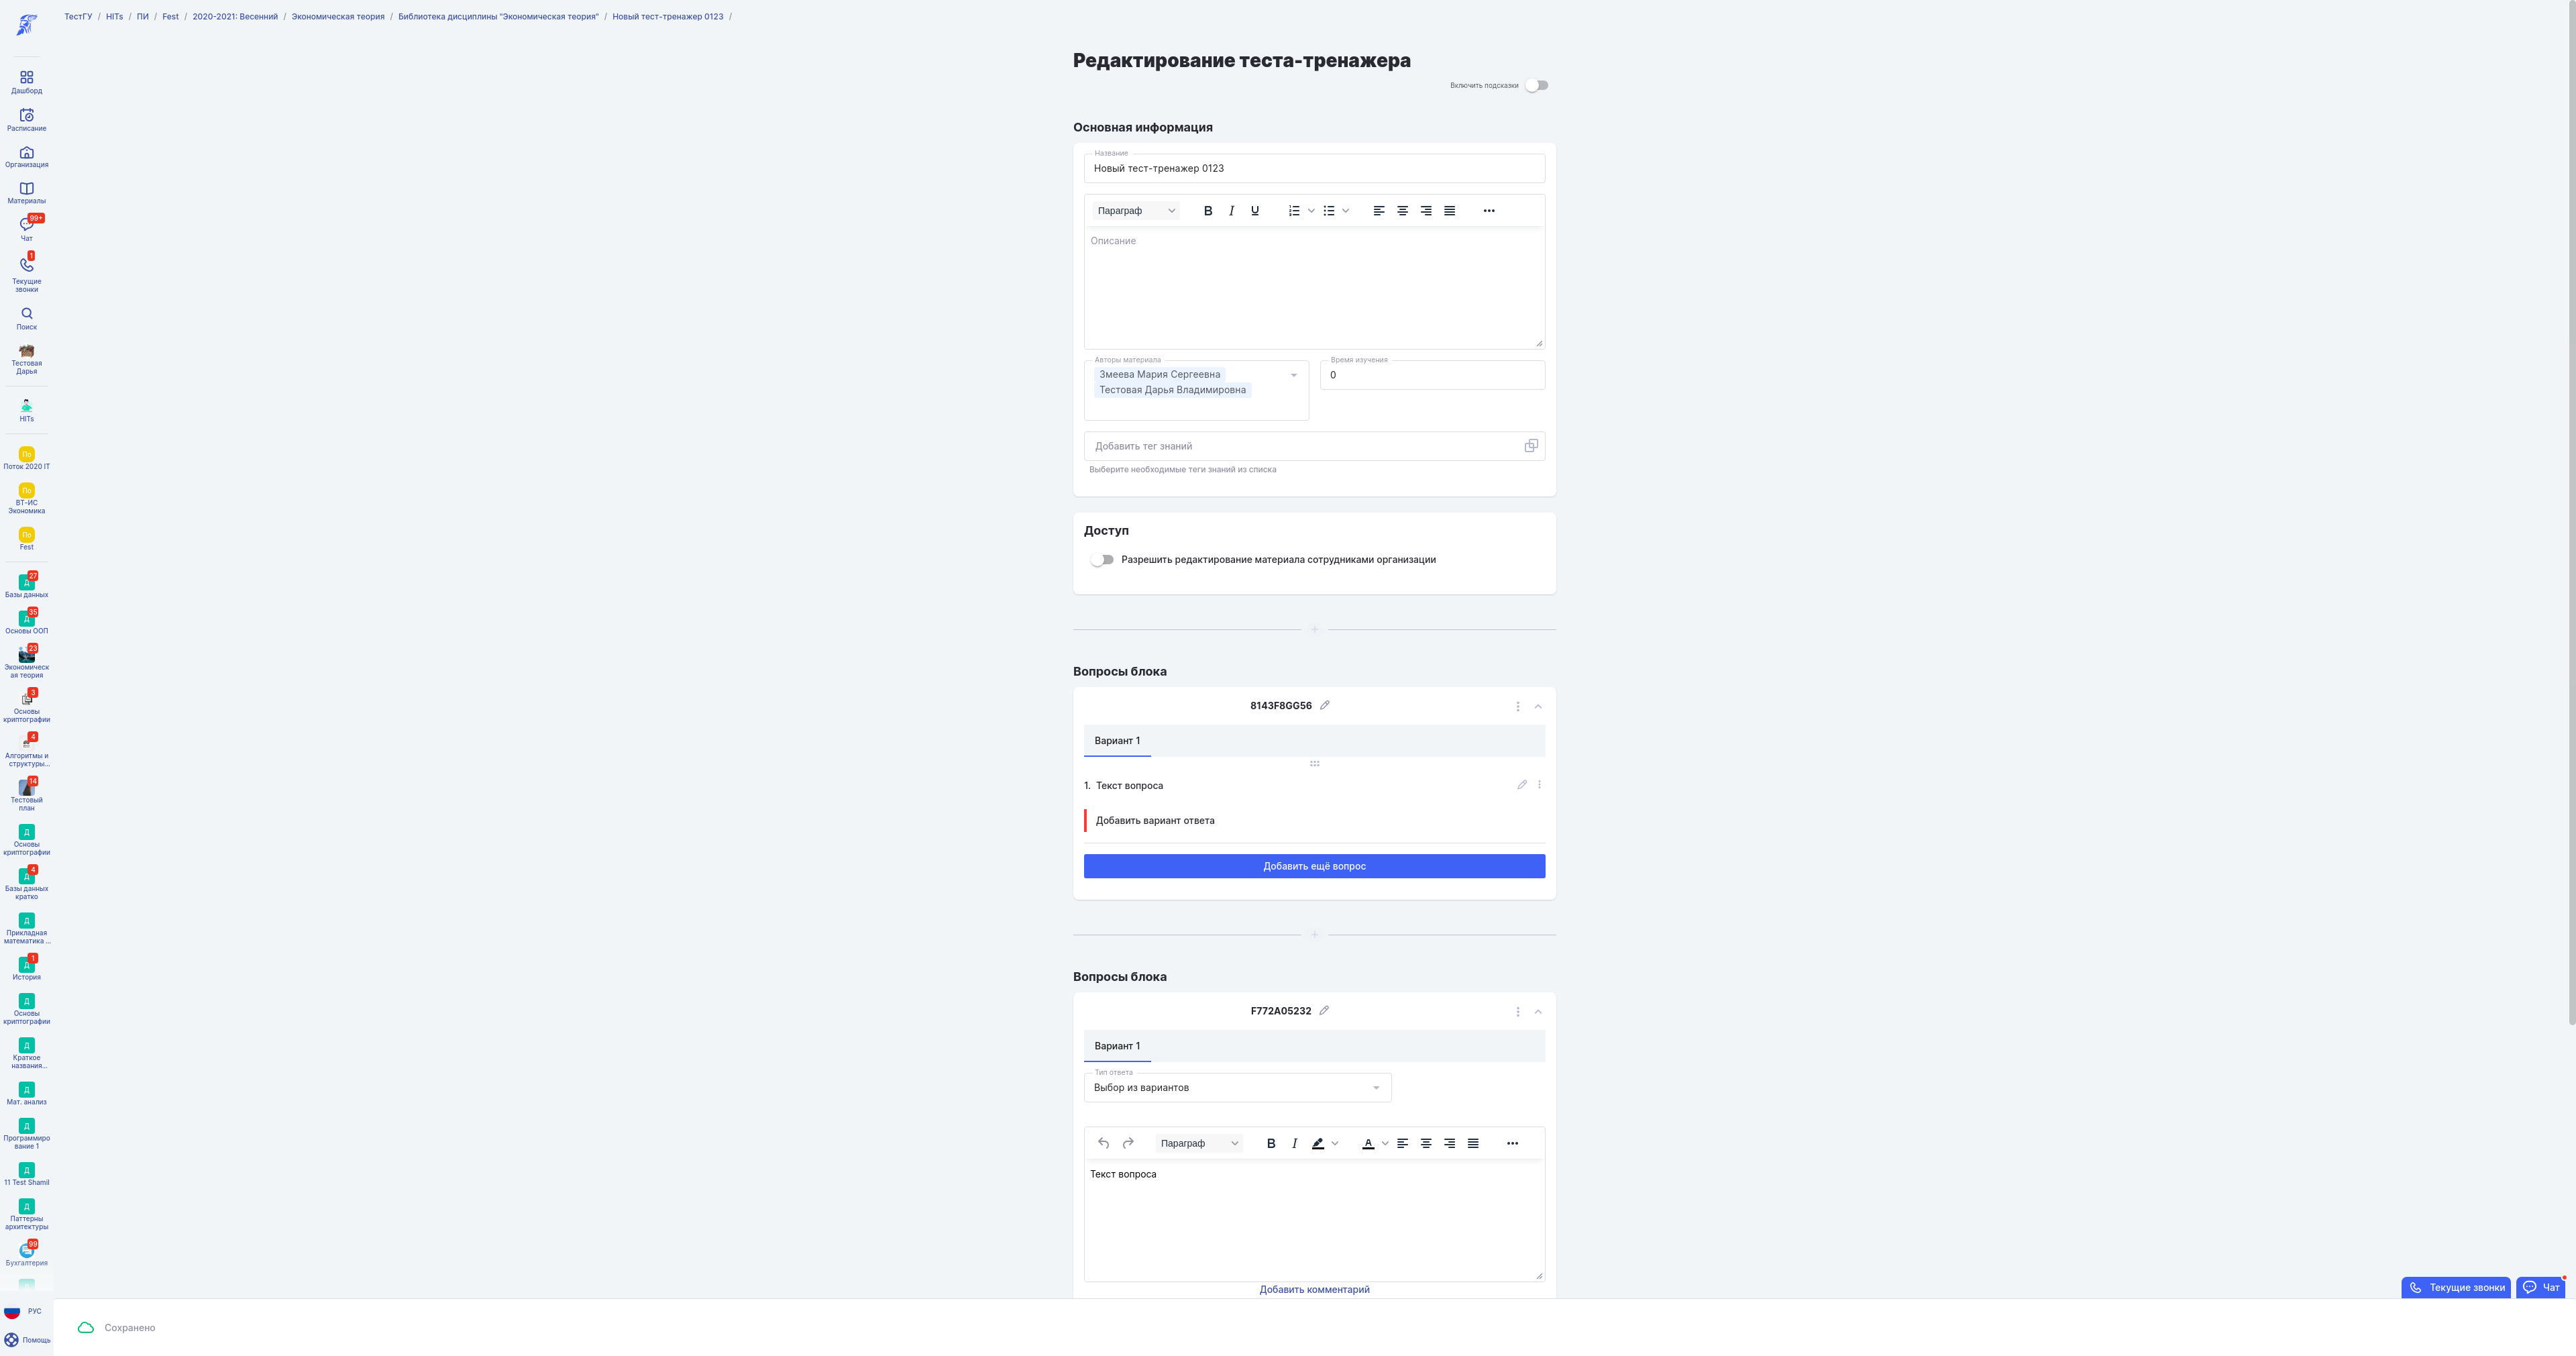 ТестГУ / HITs / ПИ / Fest / 2020-2021: Весенний / Экономическая теория / Библиотека дисциплины "Экономическая теория" / Новый тест-тренажер 0123 /
Дашборд
Расписание
Организация
Материалы
99+
Чат
1
Текущие
звонки
Поиск
Тестовая
Дарья
HITs
По
Поток 2020 IT
По
ВТ-ИС
Экономика
По
Fest
Д 27
Базы данных
Д 35
Основы ООП
23
Экономическ
ая теория
3
Основы
криптографии
4
Алгоритмы и
структуры...
14
Тестовый
план
Д
Основы
криптографии
Д 4
Базы данных
кратко
Д
Прикладная
математика ...
Д 1
История
Д
Основы
криптографии
Д
Краткое
названия...
Д
Мат. анализ
Д
Программиро
вание 1
Д
11 Test Shamil
Д
Паттерны
архитектуры
99
Бухгалтерия
РУС
Помощь
Редактирование теста-тренажера
Включить подсказки
Основная информация
Название
Новый тест-тренажер 0123
Параграф
Описание
Авторы материала
Змеева Мария Сергеевна
Тестовая Дарья Владимировна
Время изучения
0
Добавить тег знаний
Выберите необходимые теги знаний из списка
Доступ
Разрешить редактирование материала сотрудниками организации
Вопросы блока
8143F8GG56
Вариант 1
1. Текст вопроса
Добавить вариант ответа
Добавить ещё вопрос
Вопросы блока
F772A05232
Вариант 1
Тип ответа
Выбор из вариантов
Параграф
Текст вопроса
Добавить комментарий
Текущие звонки
Чат
Сохранено